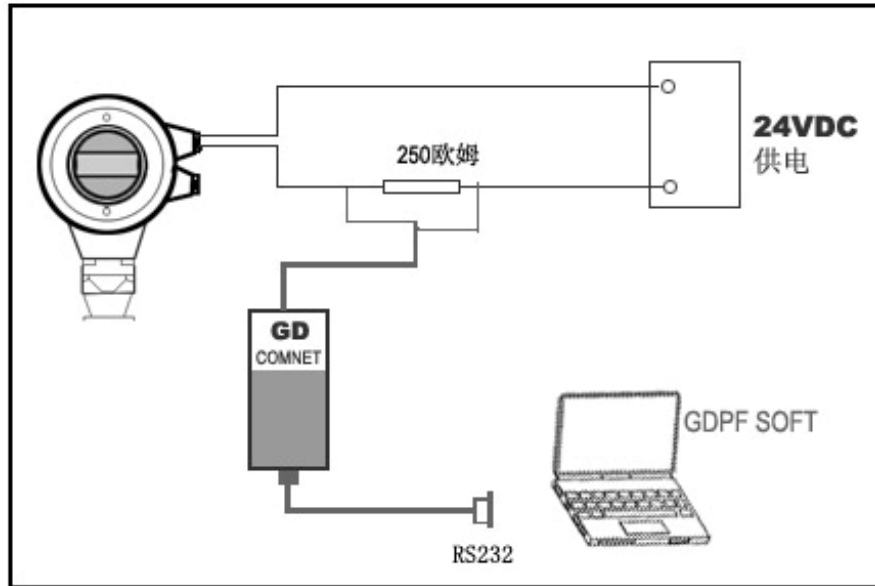 24VDC
供电
250欧姆
GD
COMNET
GDPF SOFT
RS232